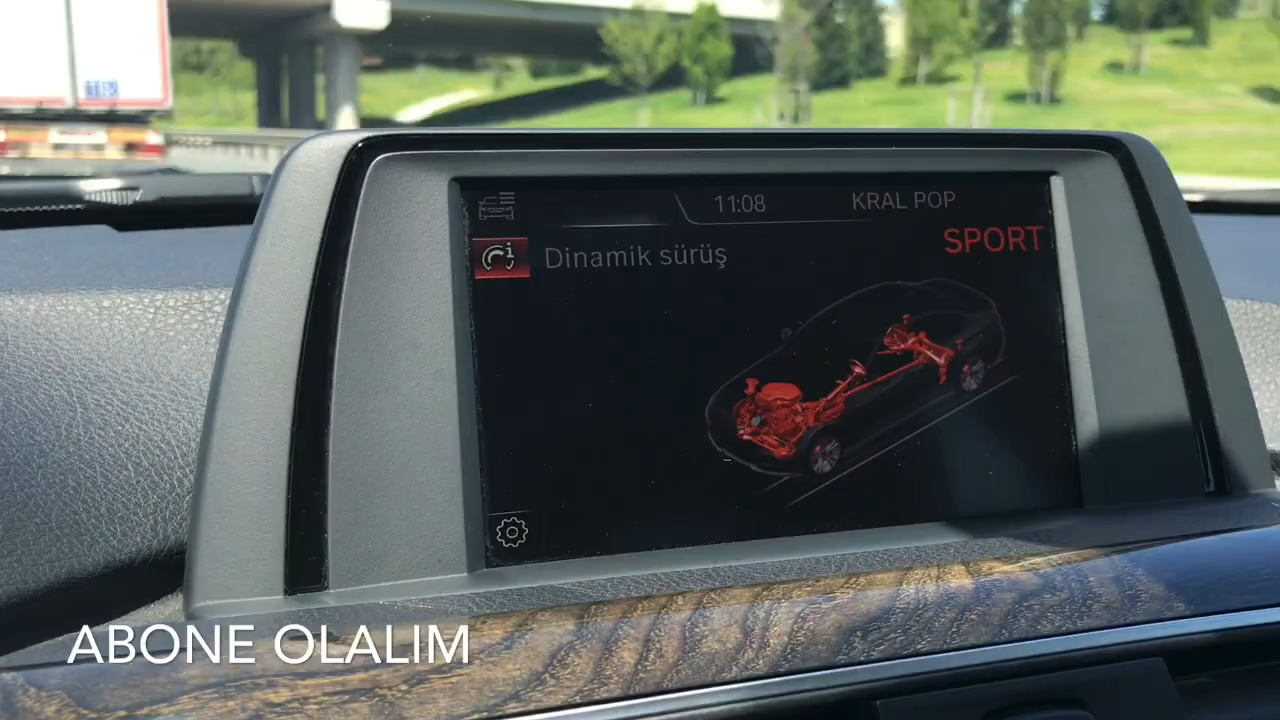 11:08
KRAL POP
Dinamik sürüş
SPORT
ABONE OLALIM